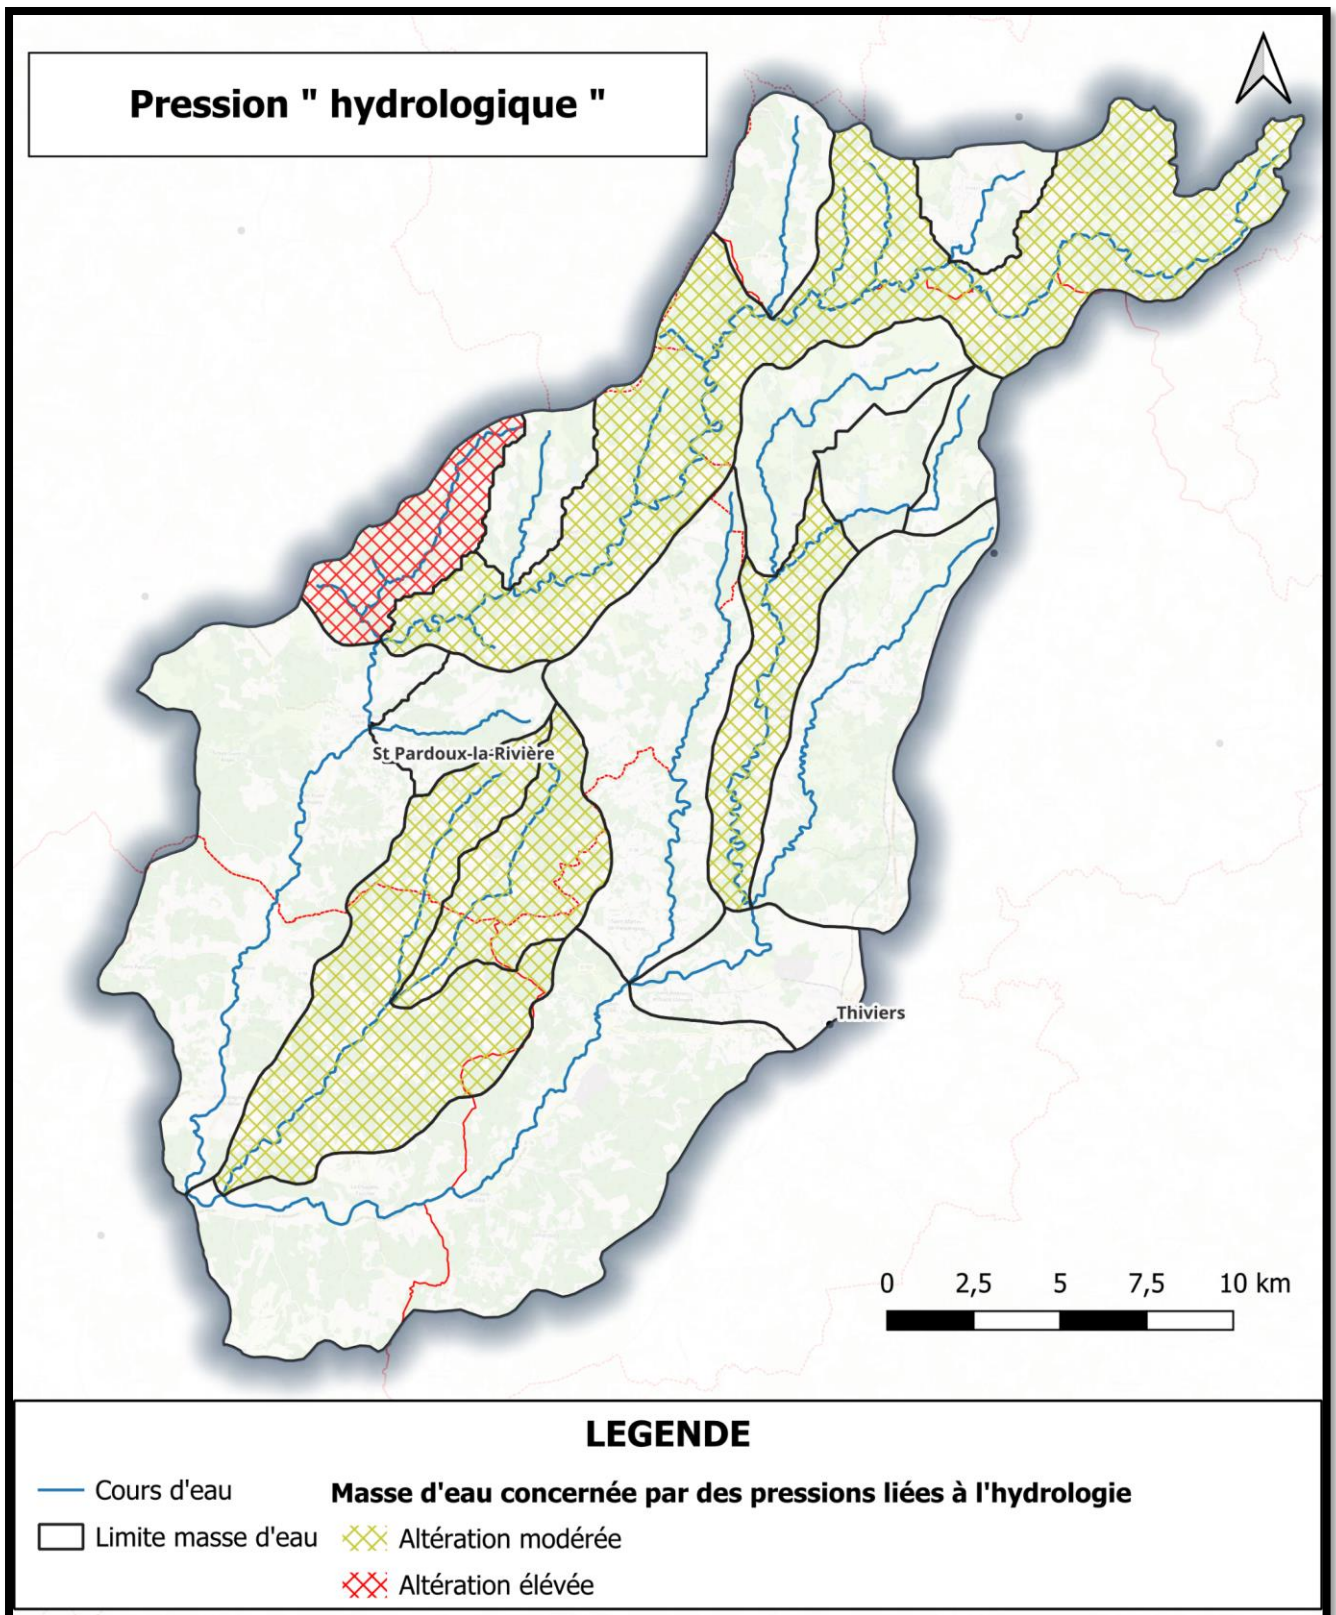 Pression " hydrologique "
St Pardoux-la-Rivière
Thiviers
0 2,5 5 7,5 10 km
LEGENDE
Cours d'eau
Masse d'eau concernée par des pressions liées à l'hydrologie
Limite masse d'eau
Altération modérée
Altération élévée